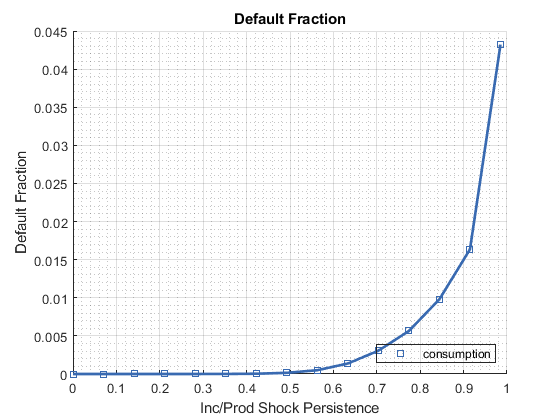 Default Fraction
0.045
0.04
0.035
0.03
0.025
0.02
0.015
0.01
0.005
0
Default Fraction
consumption
0 0.1 0.2 0.3 0.4 0.5 0.6 0.7 0.8 0.9 1
Inc/Prod Shock Persistence